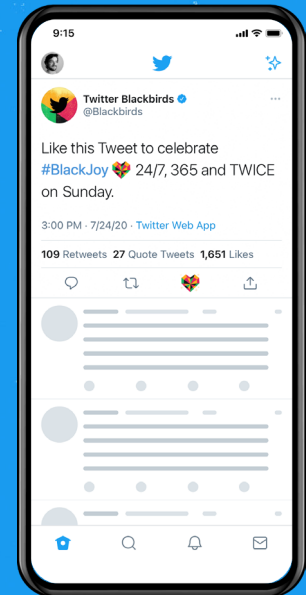 9:15
Twitter Blackbirds
@Blackbirds
Like this Tweet to celebrate
#BlackJoy 24/7, 365 and TWICE
on Sunday.
3:00 PM · 7/24/20 · Twitter Web App
109 Retweets 27 Quote Tweets 1,651 Likes